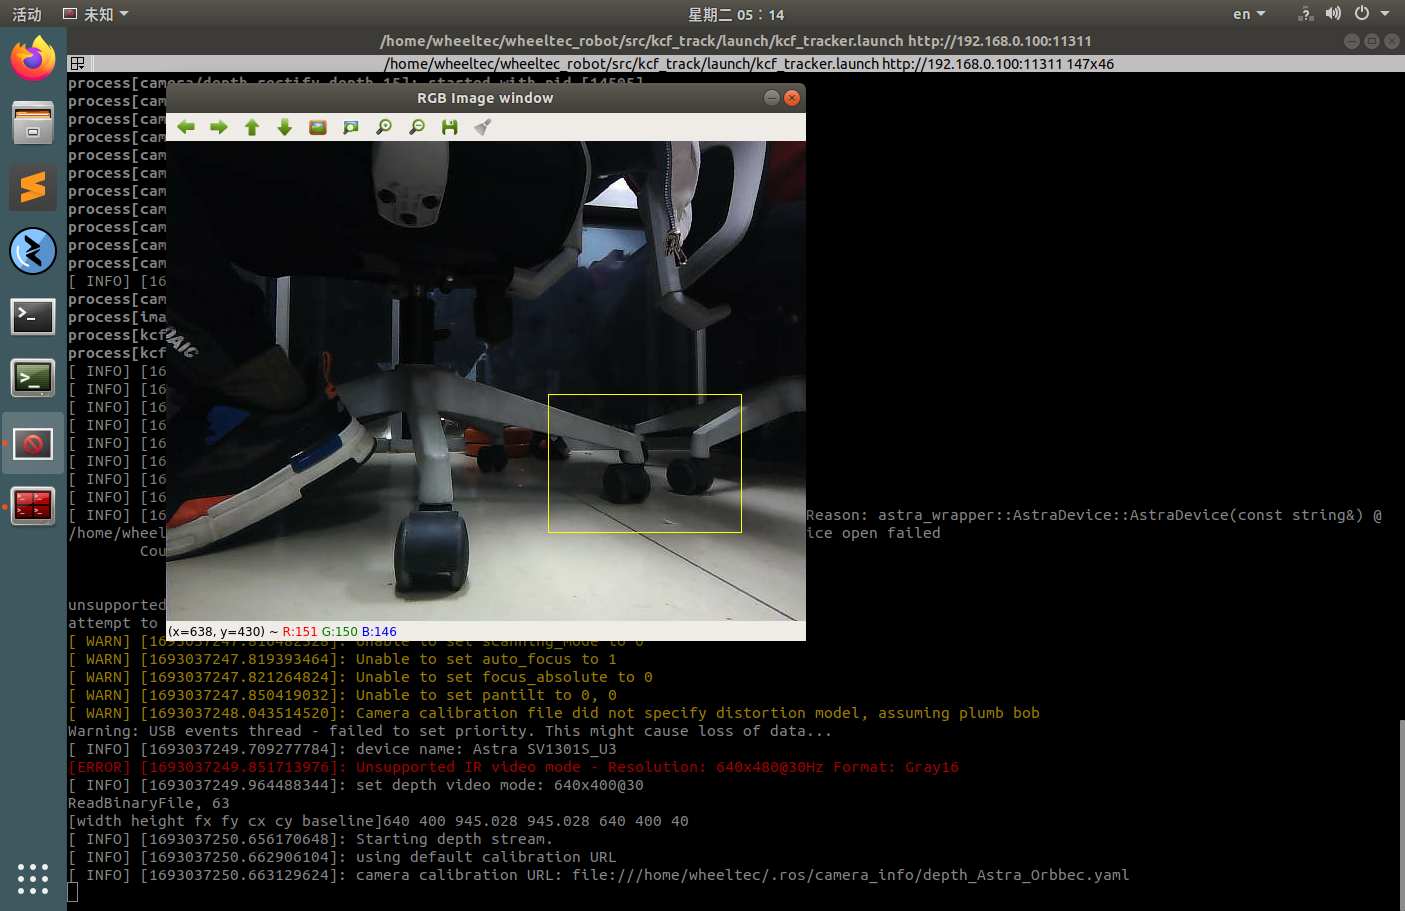 活动
未知
星期二 05：14
en
/home/wheeltec/wheeltec_robot/src/kcf_track/launch/kcf_tracker.launch http://192.168.0.100:11311
/home/wheeltec/wheeltec_robot/src/kcf_track/launch/kcf_tracker.launch http://192.168.0.100:11311 147x46
process[camera/depth_rectify_depth-15]: started with pid [14505]
process[cam
process[cam
process[cam
process[cam
process[cam
process[cam
process[cam
process[cam
process[cam
process[cam
[ INFO] [16
process[cam
process[ima
process[kcf
process[kcf
[ INFO] [16
[ INFO] [16
[ INFO] [16
[ INFO] [16
[ INFO] [16
[ INFO] [16
[ INFO] [16
[ INFO] [16
[ INFO] [16
Reason: astra_wrapper::AstraDevice::AstraDevice(const string&) @
/home/wheel
ice open failed
Cou
unsupported
attempt to
[ WARN] [1693037247.816482328]: Unable to set scanning_mode to 0
[ WARN] [1693037247.819393464]: Unable to set auto_focus to 1
[ WARN] [1693037247.821264824]: Unable to set focus_absolute to 0
[ WARN] [1693037247.850419032]: Unable to set pantilt to 0, 0
[ WARN] [1693037248.043514520]: Camera calibration file did not specify distortion model, assuming plumb bob
Warning: USB events thread - failed to set priority. This might cause loss of data...
[ INFO] [1693037249.709277784]: device name: Astra SV1301S_U3
[ERROR] [1693037249.851713976]: Unsupported IR video mode - Resolution: 640x480@30Hz Format: Gray16
[ INFO] [1693037249.964488344]: set depth video mode: 640x400@30
ReadBinaryFile, 63
[width height fx fy cx cy baseline]640 400 945.028 945.028 640 400 40
[ INFO] [1693037250.656170648]: Starting depth stream.
[ INFO] [1693037250.662906104]: using default calibration URL
[ INFO] [1693037250.663129624]: camera calibration URL: file:///home/wheeltec/.ros/camera_info/depth_Astra_Orbbec.yaml
RGB Image window
(x=638, y=430) ~ R:151 G:150 B:146